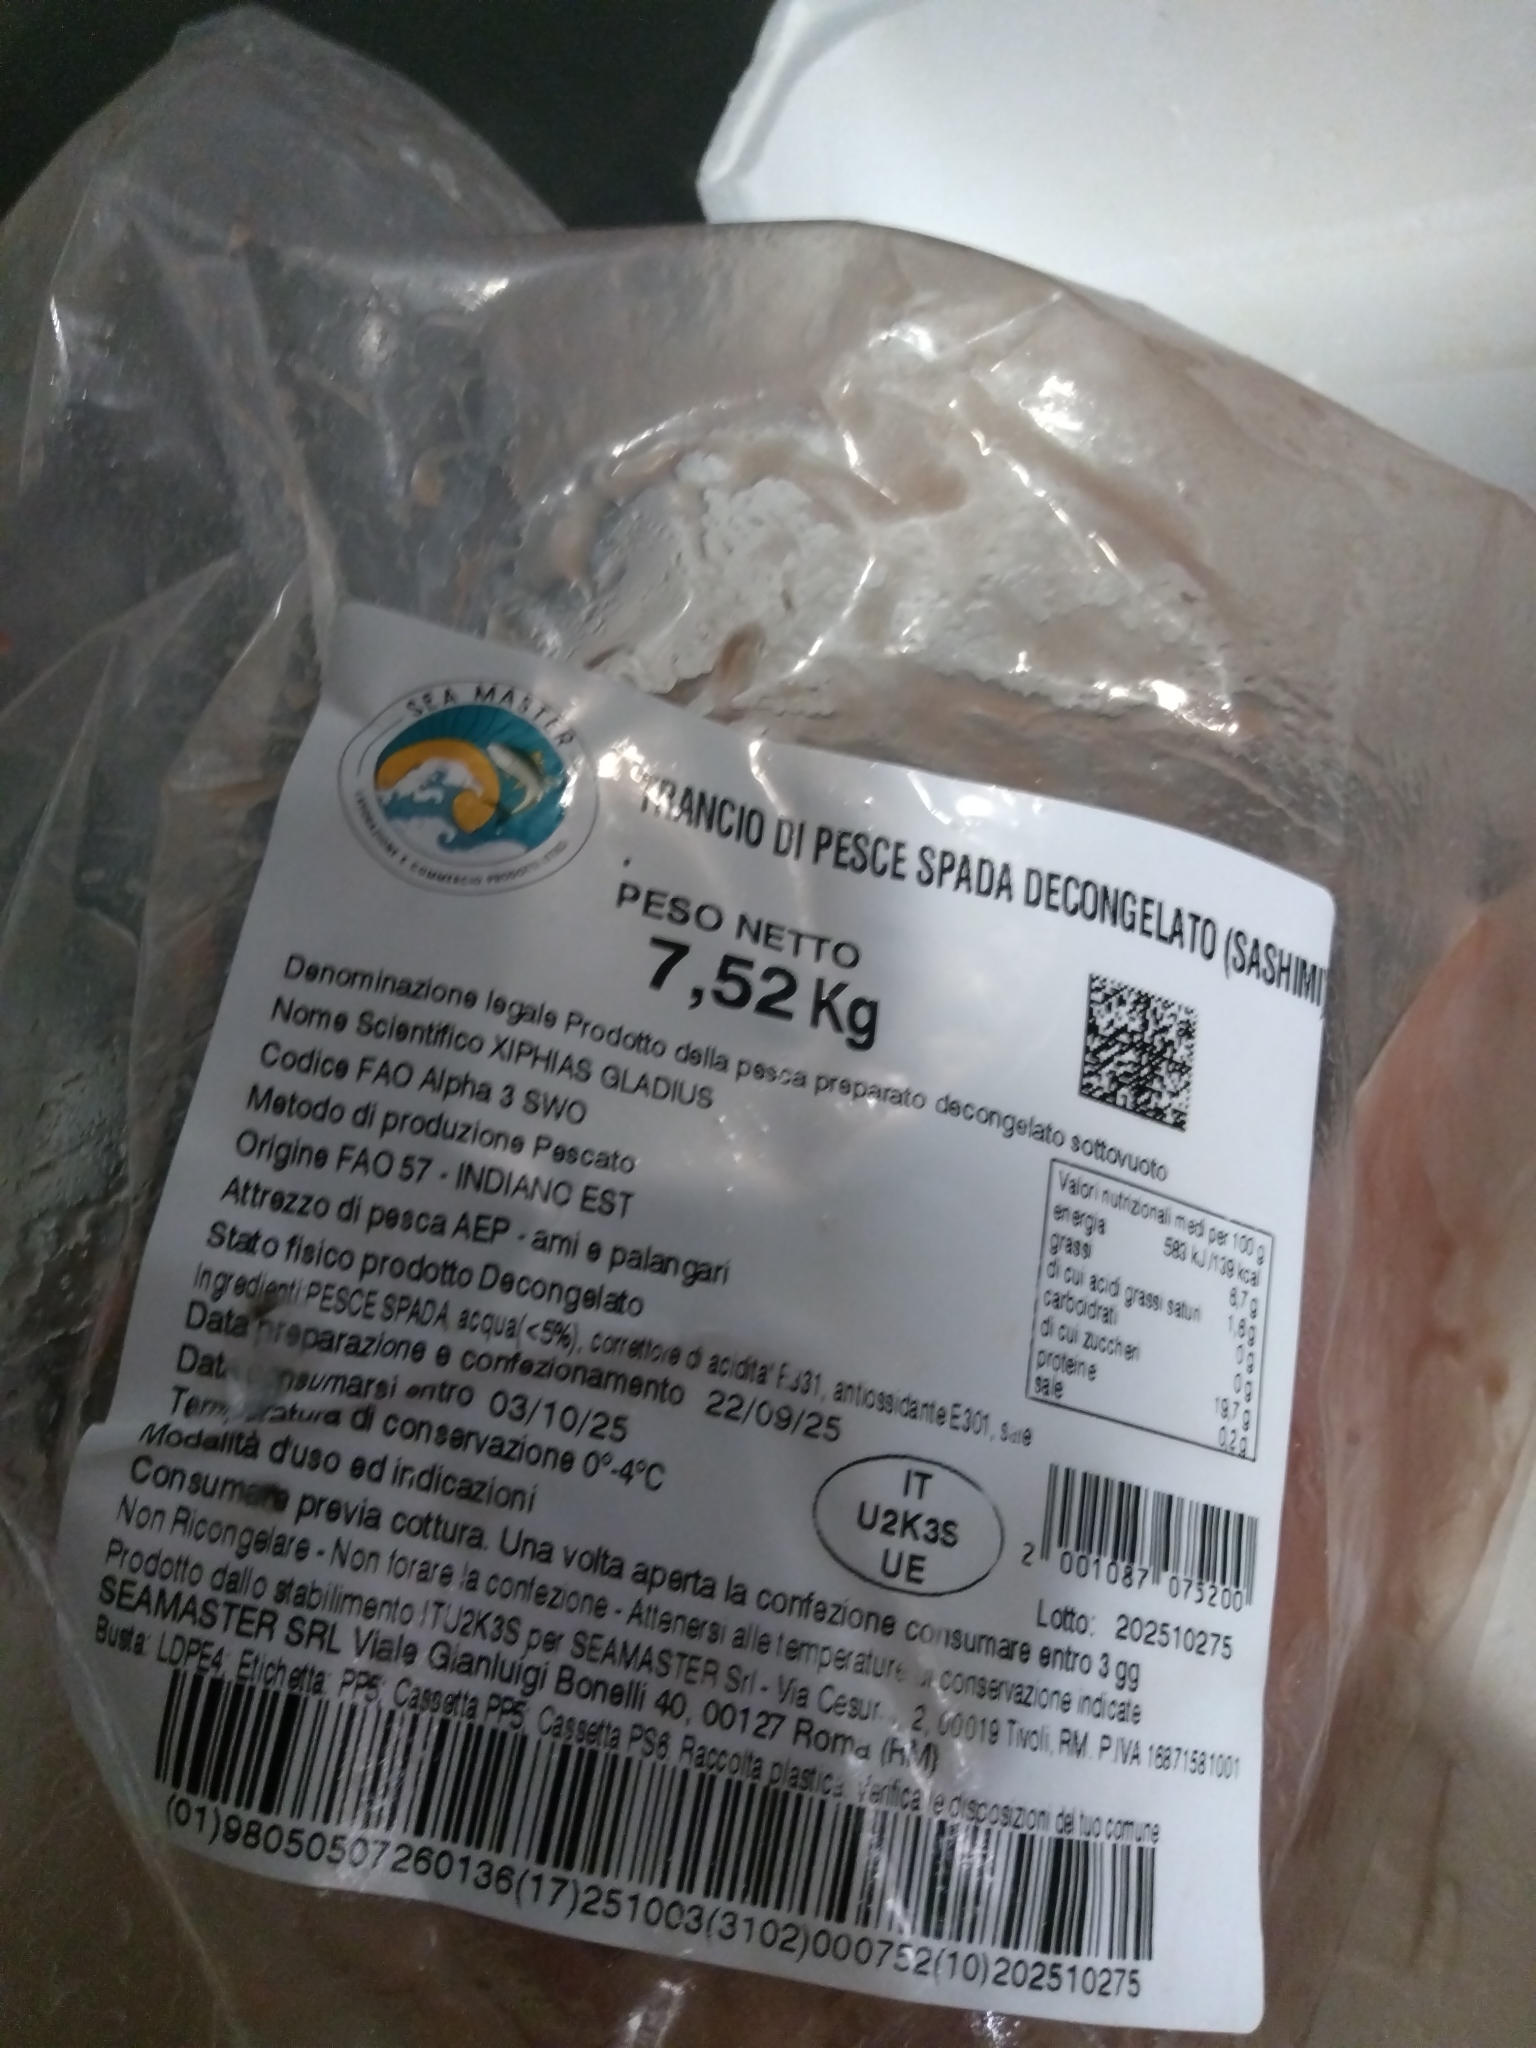 SEA MASTER
TRANCIO DI PESCE SPADA DECONGELATO (SASHIMI)
PESO NETTO
7,52 Kg
Denominazione legale Prodotto della pesca preparato decongelato sottovuoto
Nome Scientifico XIPHIAS GLADIUS
Codice FAO Alpha 3 SWO
Metodo di produzione Pescato
Origine FAO 57 - INDIANO EST
Attrezzo di pesca AEP - ami e palangari
Stato fisico prodotto Decongelato
Ingredienti PESCE SPADA, acqua(<5%), correttore di acidita' E331, antiossidante E301, sale
Data preparazione e confezionamento 22/09/25
consumarsi entro 03/10/25
Temperatura di conservazione 0°-4°C
Modalità d'uso ed indicazioni
Consumare previa cottura. Una volta aperta la confezione consumare entro 3 gg
Non Ricongelare - Non forare la confezione - Attenersi alle temperature di conservazione indicate
Prodotto dallo stabilimento ITU2K3S per SEAMASTER Srl - Via 2, 00019 Tivoli, RM. P.IVA 16871581001
SEAMASTER SRL Viale Gianluigi Bonelli 40, 00127 Roma (RM)
Busta: LDPE4, Etichetta: PP5, Cassetta PP5, Cassetta PS6, Raccolta plastica. Verifica le disposizioni del tuo comune
Valori nutrizionali medi per 100 g
energia 583 kJ/139 kcal
grassi 6,7 g
di cui acidi grassi saturi 1,8 g
carboidrati 0 g
di cui zuccheri 0 g
proteine 19,7 g
sale 0,2 g
IT
U2K3S
UE
2 001087 075200
Lotto: 202510275
(01)98050507260136(17)251003(3102)000752(10)202510275